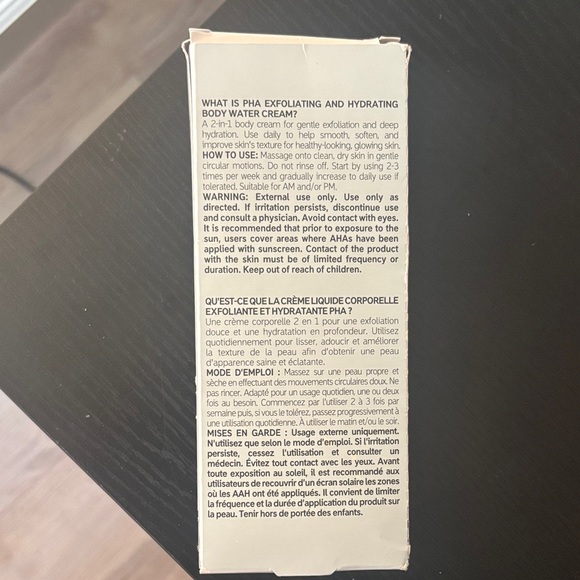 WHAT IS PHA EXFOLIATING AND HYDRATING
BODY WATER CREAM?
A 2-in-1 body cream for gentle exfoliation and deep
hydration. Use daily to help smooth, soften, and
improve skin's texture for healthy-looking, glowing skin.
HOW TO USE: Massage onto clean, dry skin in gentle
circular motions. Do not rinse off. Start by using 2-3
times per week and gradually increase to daily use if
tolerated. Suitable for AM and/or PM.
WARNING: External use only. Use only as
directed. If irritation persists, discontinue use
and consult a physician. Avoid contact with eyes.
It is recommended that prior to exposure to the
sun, users cover areas where AHAs have been
applied with sunscreen. Contact of the product
with the skin must be of limited frequency or
duration. Keep out of reach of children.
QU'EST-CE QUE LA CRÈME LIQUIDE CORPORELLE
EXFOLIANTE ET HYDRATANTE PHA ?
Une crème corporelle 2 en 1 pour une exfoliation
douce et une hydratation en profondeur. Utilisez
quotidiennement pour lisser, adoucir et améliorer
la texture de la peau afin d'obtenir une peau
d'apparence saine et éclatante.
MODE D'EMPLOI : Massez sur une peau propre et
sèche en effectuant des mouvements circulaires doux. Ne
pas rincer. Adapté pour un usage quotidien, une ou deux
fois au besoin. Commencez par l'utiliser 2 à 3 fois par
semaine puis, si vous le tolérez, passez progressivement à
une utilisation quotidienne. À utiliser le matin et/ou le soir.
MISES EN GARDE : Usage externe uniquement.
N'utilisez que selon le mode d'emploi. Si l'irritation
persiste, cessez l'utilisation et consulter un
médecin. Évitez tout contact avec les yeux. Avant
toute exposition au soleil, il est recommandé aux
utilisateurs de recouvrir d'un écran solaire les zones
où les AAH ont été appliqués. Il convient de limiter
la fréquence et la durée d'application du produit sur
la peau. Tenir hors de portée des enfants.